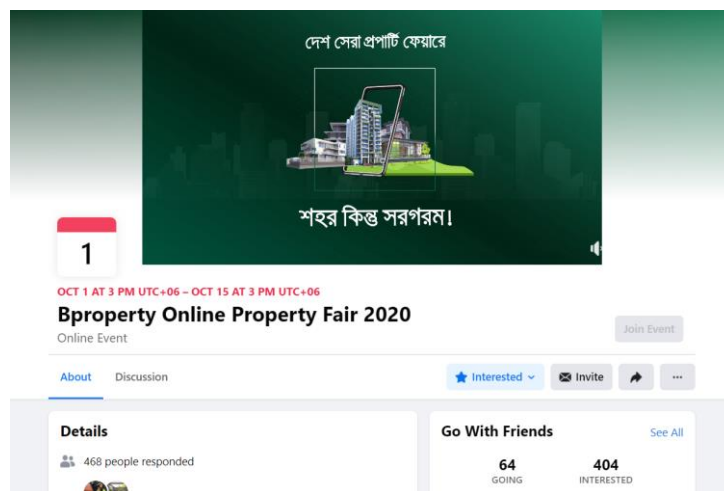 দেশ সেরা প্রপার্টি ফেয়ারে
শহর কিন্তু সরগরম!
1
OCT 1 AT 3 PM UTC+06 – OCT 15 AT 3 PM UTC+06
Bproperty Online Property Fair 2020
Online Event
Join Event
About Discussion
Interested Invite
Details
468 people responded
Go With Friends See All
64 404
GOING INTERESTED